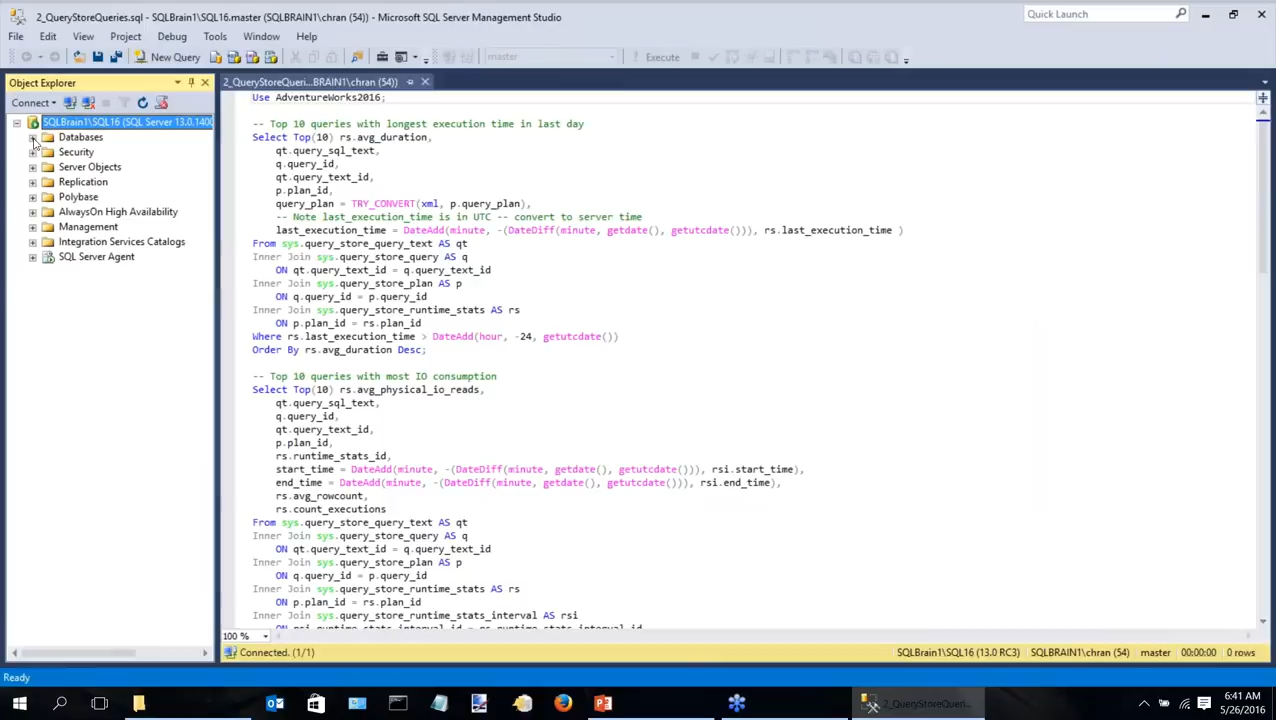 2_QueryStoreQueries.sql - SQLBrain1\SQL16.master (SQLBRAIN1\chran (54)) - Microsoft SQL Server Management Studio
Quick Launch
File Edit View Project Debug Tools Window Help
New Query
master
Execute
Object Explorer
2_QueryStoreQueri...BRAIN1\chran (54))
Connect
SQLBrain1\SQL16 (SQL Server 13.0.1400
Databases
Security
Server Objects
Replication
Polybase
AlwaysOn High Availability
Management
Integration Services Catalogs
SQL Server Agent
Use AdventureWorks2016;
-- Top 10 queries with longest execution time in last day
Select Top(10) rs.avg_duration,
qt.query_sql_text,
q.query_id,
qt.query_text_id,
p.plan_id,
query_plan = TRY_CONVERT(xml, p.query_plan),
-- Note last_execution_time is in UTC -- convert to server time
last_execution_time = DateAdd(minute, -(DateDiff(minute, getdate(), getutcdate())), rs.last_execution_time )
From sys.query_store_query_text AS qt
Inner Join sys.query_store_query AS q
ON qt.query_text_id = q.query_text_id
Inner Join sys.query_store_plan AS p
ON q.query_id = p.query_id
Inner Join sys.query_store_runtime_stats AS rs
ON p.plan_id = rs.plan_id
Where rs.last_execution_time > DateAdd(hour, -24, getutcdate())
Order By rs.avg_duration Desc;
-- Top 10 queries with most IO consumption
Select Top(10) rs.avg_physical_io_reads,
qt.query_sql_text,
q.query_id,
qt.query_text_id,
p.plan_id,
rs.runtime_stats_id,
start_time = DateAdd(minute, -(DateDiff(minute, getdate(), getutcdate())), rsi.start_time),
end_time = DateAdd(minute, -(DateDiff(minute, getdate(), getutcdate())), rsi.end_time),
rs.avg_rowcount,
rs.count_executions
From sys.query_store_query_text AS qt
Inner Join sys.query_store_query AS q
ON qt.query_text_id = q.query_text_id
Inner Join sys.query_store_plan AS p
ON q.query_id = p.query_id
Inner Join sys.query_store_runtime_stats AS rs
ON p.plan_id = rs.plan_id
Inner Join sys.query_store_runtime_stats_interval AS rsi
ON rsi.runtime_stats_interval_id = rs.runtime_stats_interval_id
100 %
Connected. (1/1)
SQLBrain1\SQL16 (13.0 RC3) SQLBRAIN1\chran (54) master 00:00:00 0 rows
Ready
2_QueryStoreQueri...
6:41 AM
5/26/2016